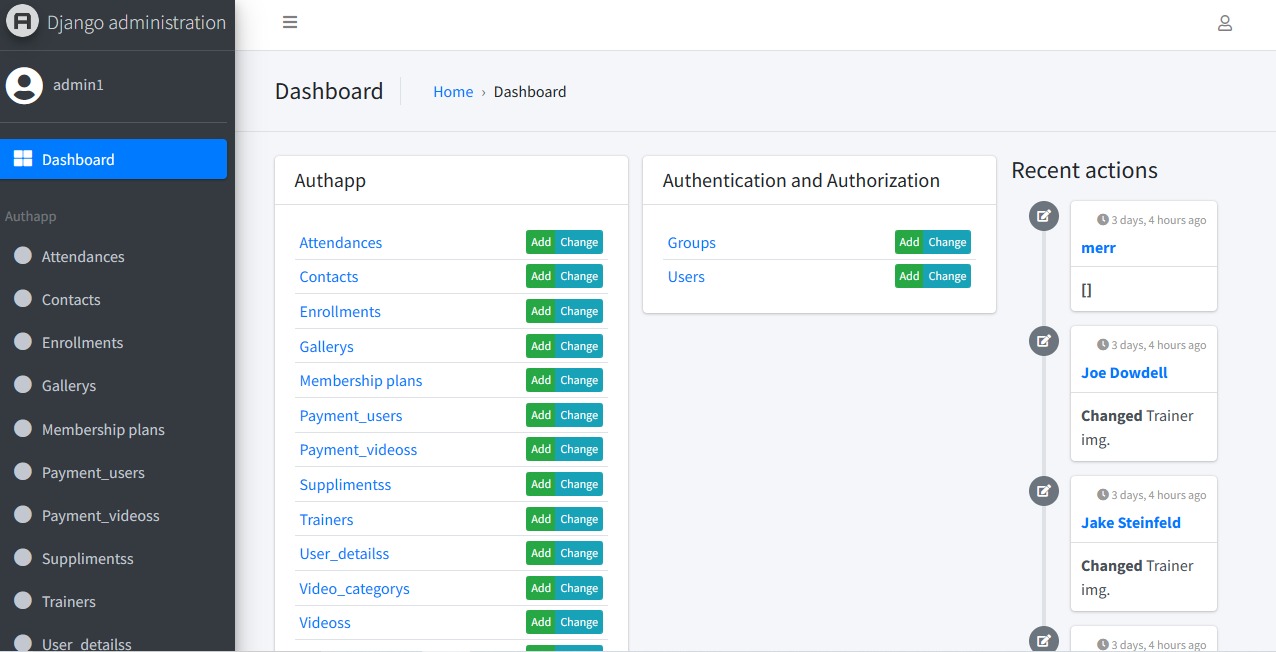 Django administration
admin1
Dashboard
Authapp
Attendances
Contacts
Enrollments
Gallerys
Membership plans
Payment_users
Payment_videoss
Supplimentss
Trainers
User_detailss
Dashboard
Home › Dashboard
Authapp
Attendances Add Change
Contacts Add Change
Enrollments Add Change
Gallerys Add Change
Membership plans Add Change
Payment_users Add Change
Payment_videoss Add Change
Supplimentss Add Change
Trainers Add Change
User_detailss Add Change
Video_categorys Add Change
Videoss Add Change
Authentication and Authorization
Groups Add Change
Users Add Change
Recent actions
3 days, 4 hours ago
merr
[]
3 days, 4 hours ago
Joe Dowdell
Changed Trainer
img.
3 days, 4 hours ago
Jake Steinfeld
Changed Trainer
img.
3 days, 4 hours ago